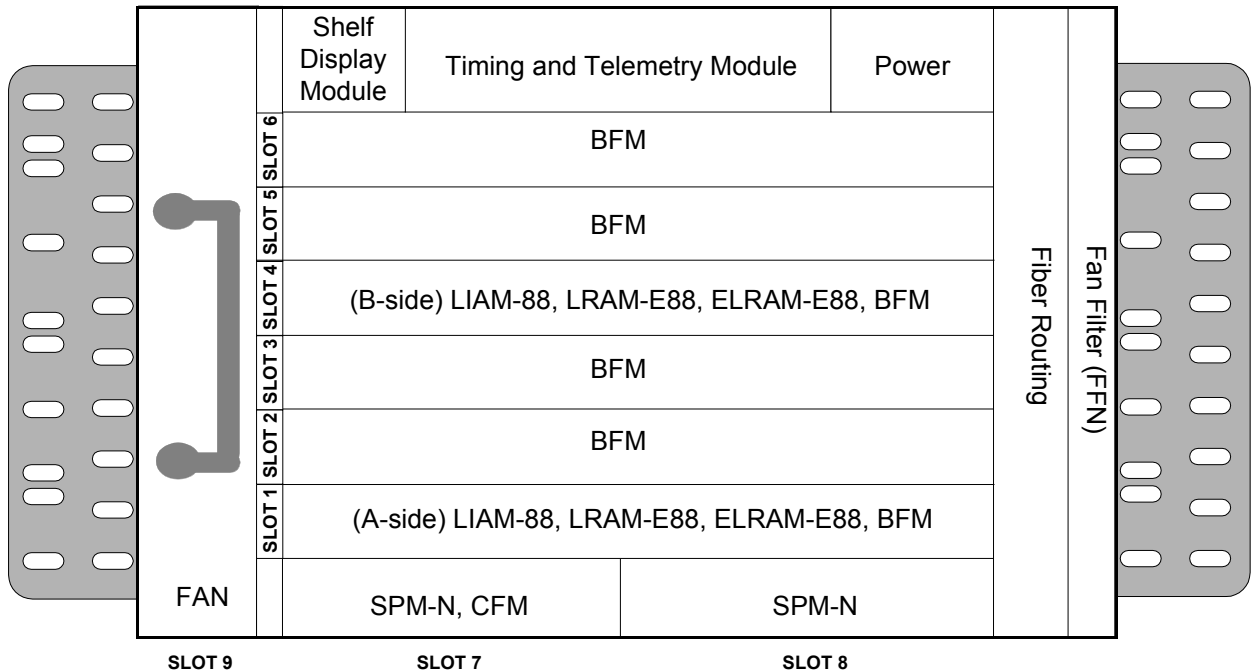 Shelf
Display
Module
Timing and Telemetry Module
Power
SLOT 6
BFM
SLOT 5
BFM
SLOT 4
(B-side) LIAM-88, LRAM-E88, ELRAM-E88, BFM
SLOT 3
BFM
SLOT 2
BFM
SLOT 1
(A-side) LIAM-88, LRAM-E88, ELRAM-E88, BFM
Fiber Routing
Fan Filter (FFN)
FAN
SPM-N, CFM
SPM-N
SLOT 9
SLOT 7
SLOT 8